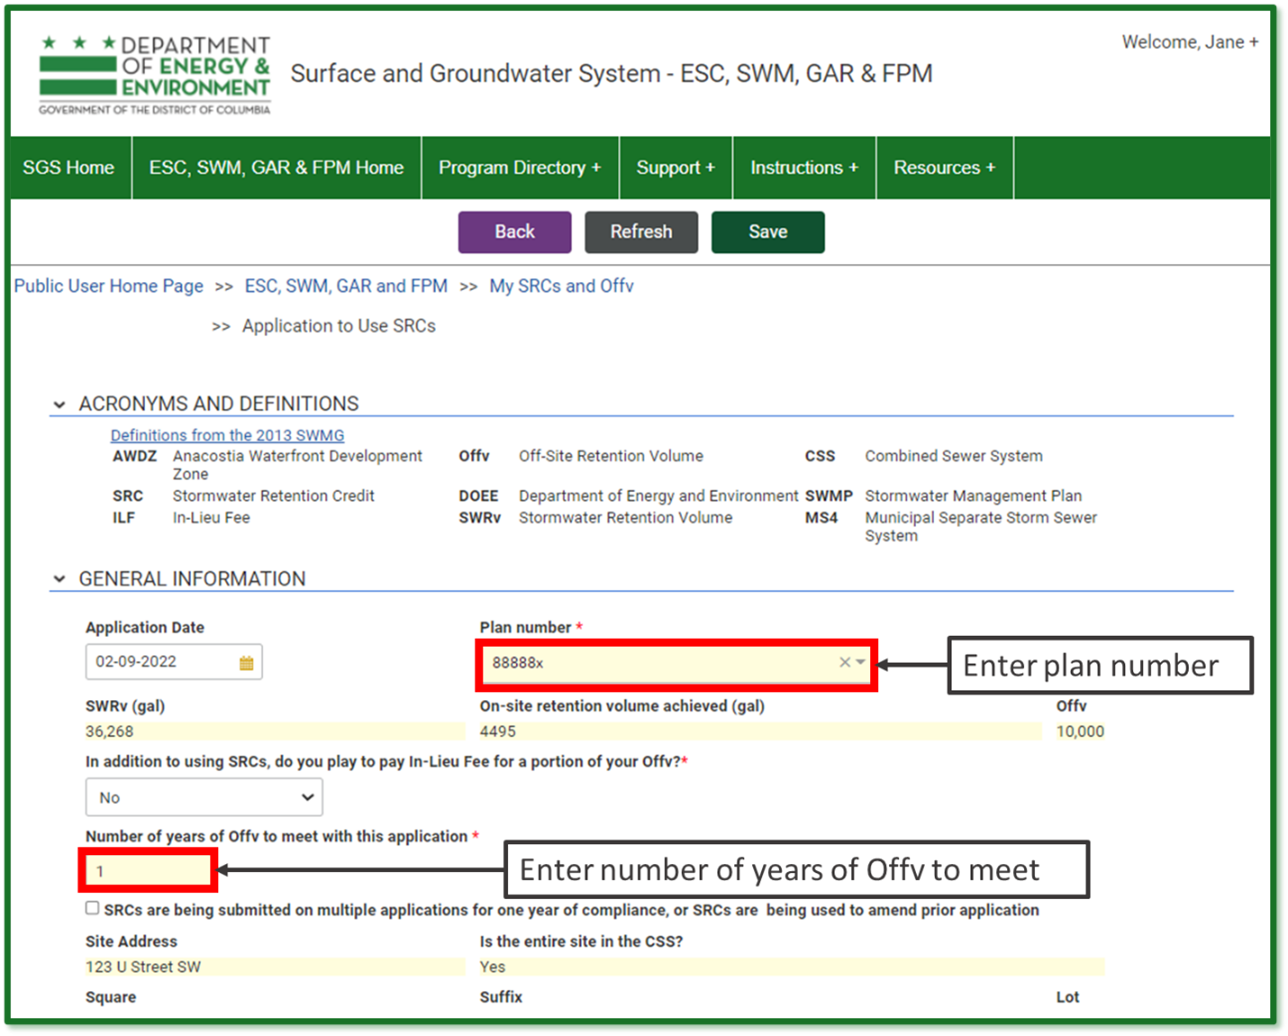 Welcome, Jane +
DEPARTMENT
OF ENERGY &
ENVIRONMENT
GOVERNMENT OF THE DISTRICT OF COLUMBIA
Surface and Groundwater System - ESC, SWM, GAR & FPM
SGS Home ESC, SWM, GAR & FPM Home Program Directory + Support + Instructions + Resources +
Back Refresh Save
Public User Home Page >> ESC, SWM, GAR and FPM >> My SRCs and Offv
>> Application to Use SRCs
ACRONYMS AND DEFINITIONS
Definitions from the 2013 SWMG
AWDZ Anacostia Waterfront Development Zone Offv Off-Site Retention Volume CSS Combined Sewer System
SRC Stormwater Retention Credit DOEE Department of Energy and Environment SWMP Stormwater Management Plan
ILF In-Lieu Fee SWRv Stormwater Retention Volume MS4 Municipal Separate Storm Sewer System
GENERAL INFORMATION
Application Date Plan number *
02-09-2022 88888x
Enter plan number
SWRv (gal) On-site retention volume achieved (gal) Offv
36,268 4495 10,000
In addition to using SRCs, do you play to pay In-Lieu Fee for a portion of your Offv?*
No
Number of years of Offv to meet with this application *
1
Enter number of years of Offv to meet
SRCs are being submitted on multiple applications for one year of compliance, or SRCs are being used to amend prior application
Site Address Is the entire site in the CSS?
123 U Street SW Yes
Square Suffix Lot